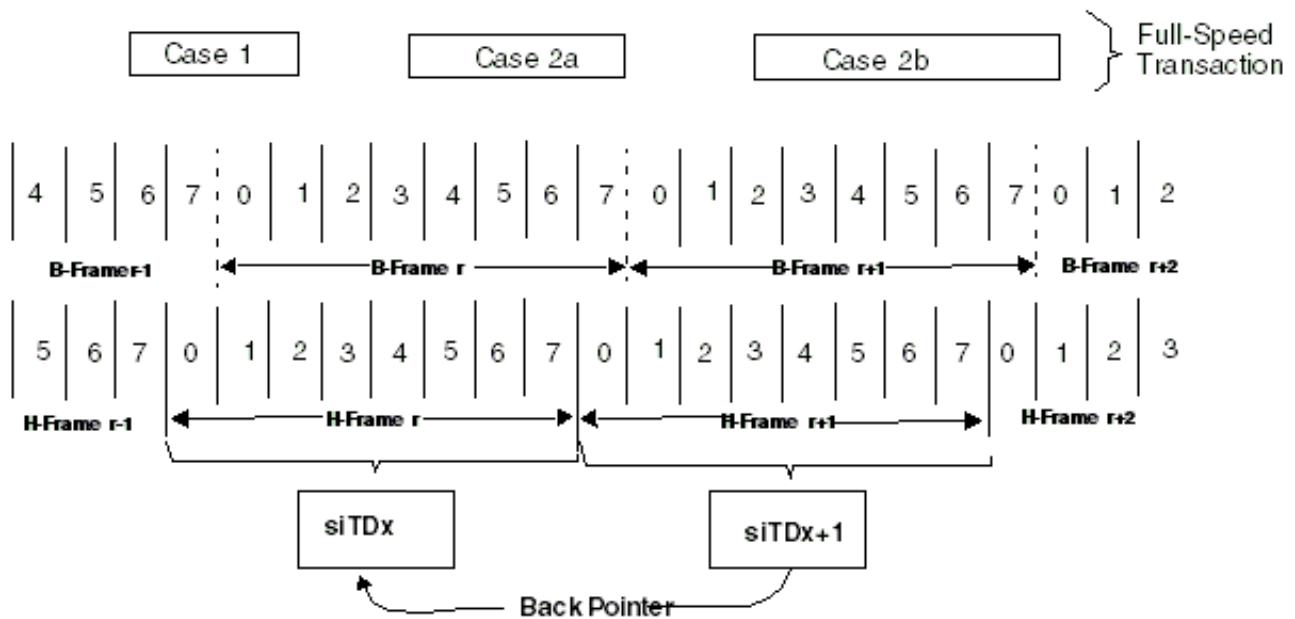 Case 1 Case 2a Case 2b Full-Speed
Transaction
4 5 6 7 0 1 2 3 4 5 6 7 0 1 2 3 4 5 6 7 0 1 2
B-Frame r-1 B-Frame r B-Frame r+1 B-Frame r+2
5 6 7 0 1 2 3 4 5 6 7 0 1 2 3 4 5 6 7 0 1 2 3
H-Frame r-1 H-Frame r H-Frame r+1 H-Frame r+2
siTDx siTDx+1
Back Pointer